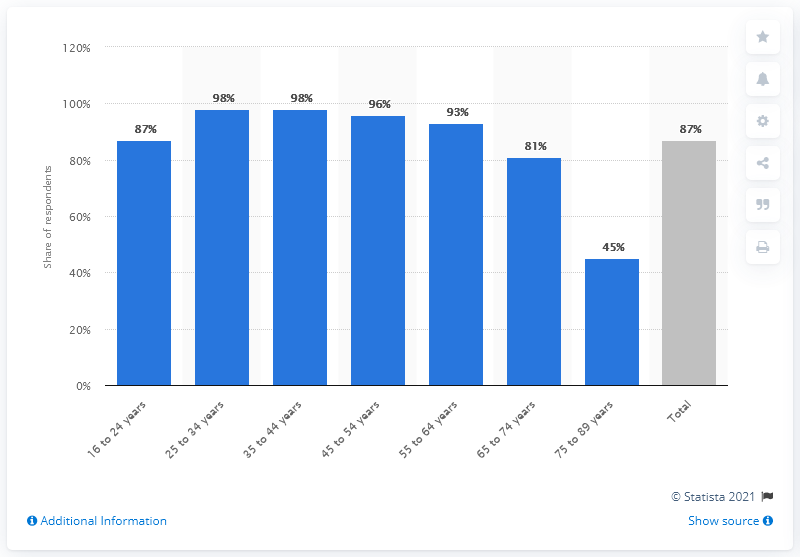 120%
100%
80%
60%
40%
20%
0%
Share of respondents
87%
98%
98%
96%
93%
81%
45%
87%
16 to 24 years
25 to 34 years
35 to 44 years
45 to 54 years
55 to 64 years
65 to 74 years
75 to 89 years
Total
© Statista 2021
Additional Information
Show source